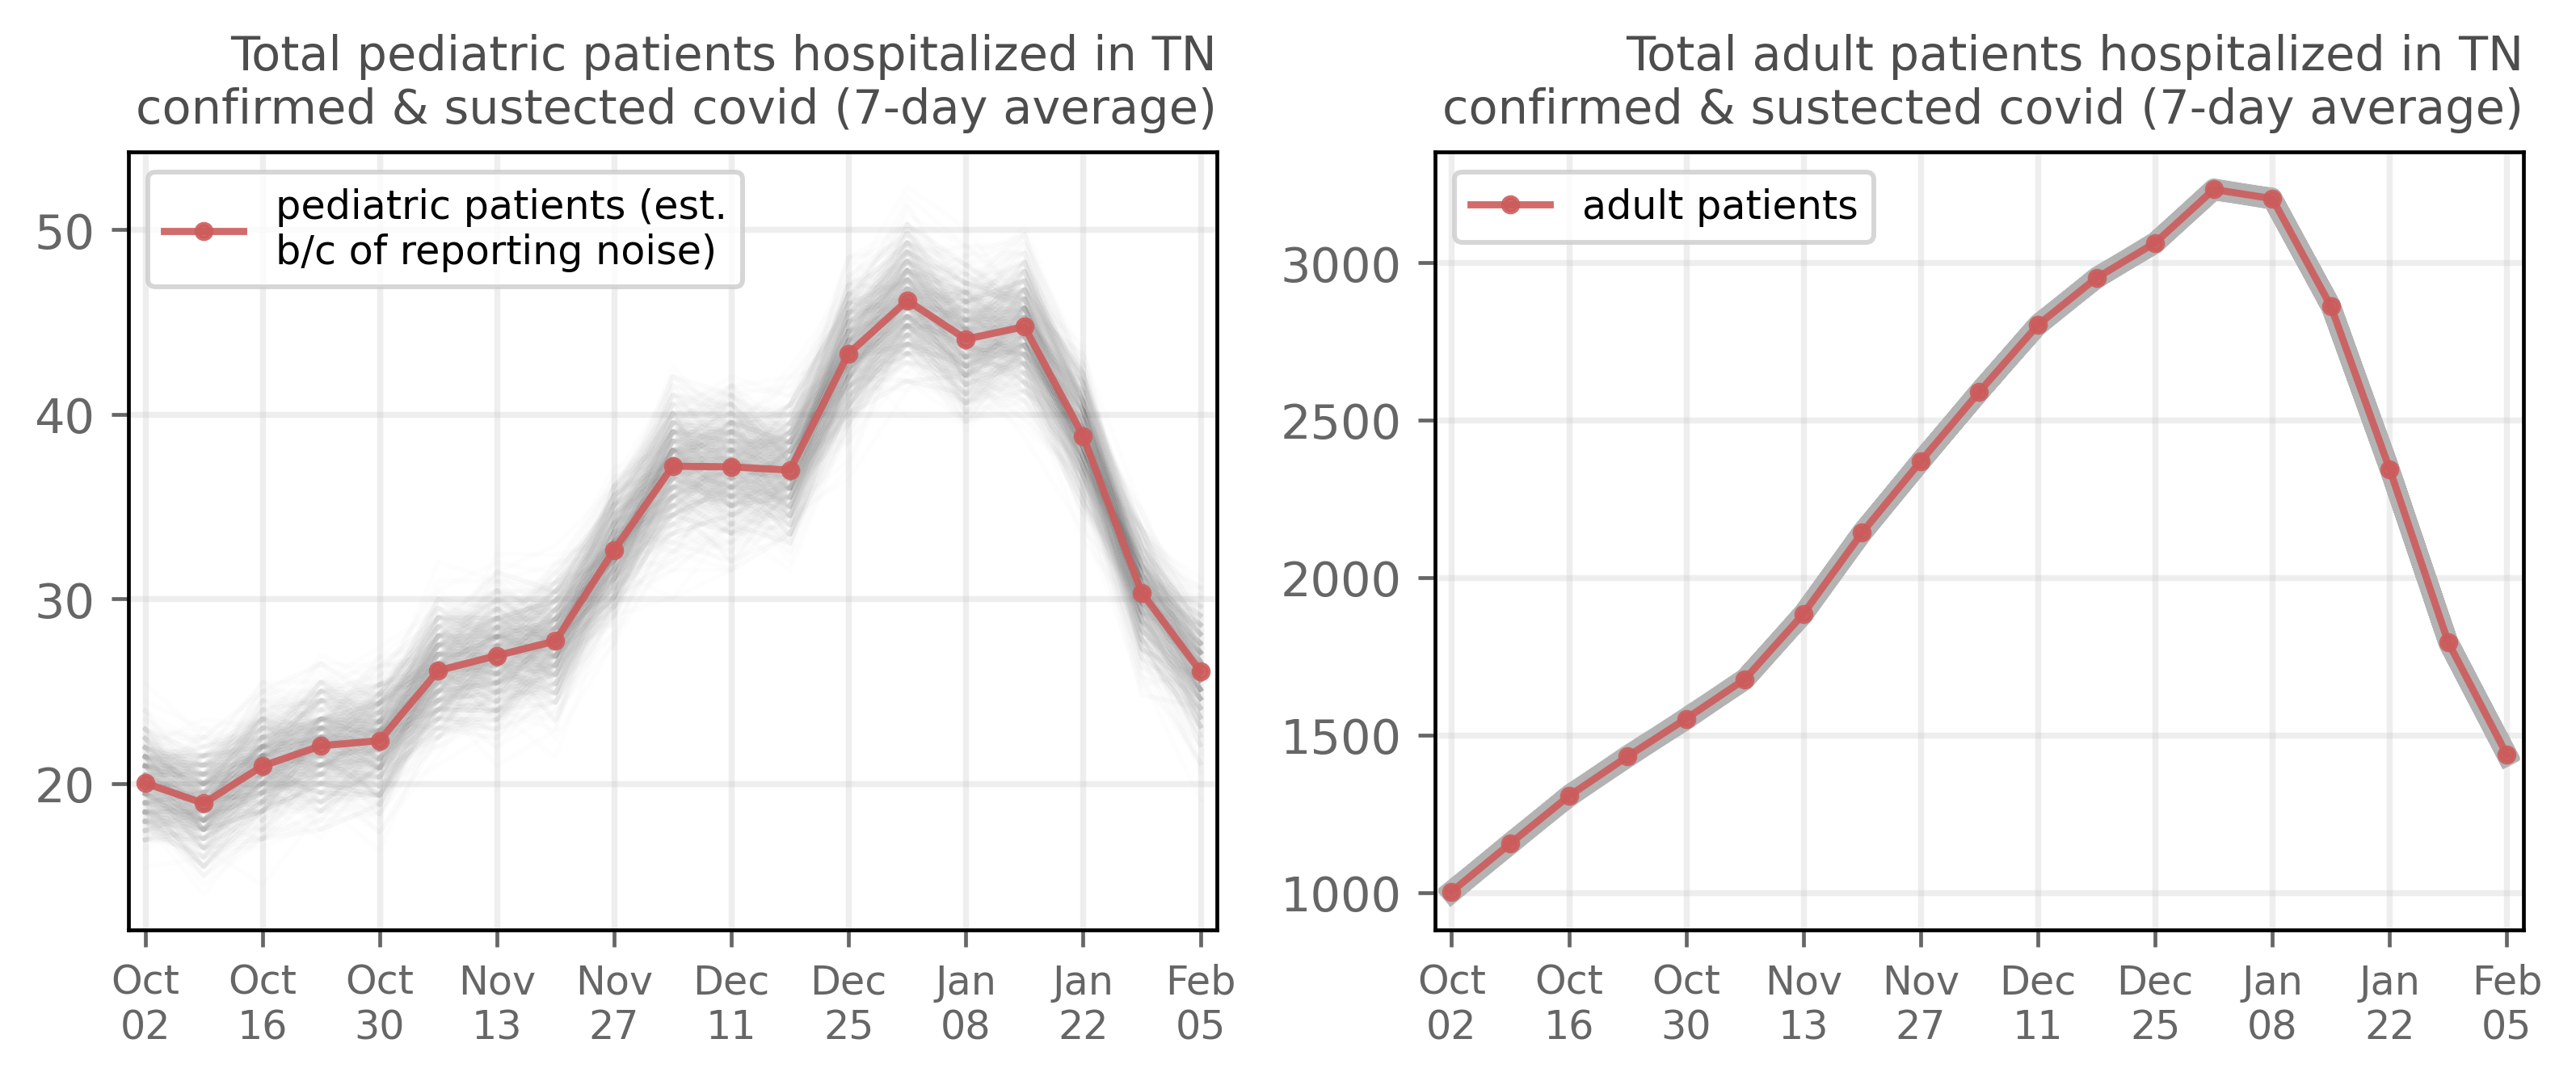 Total pediatric patients hospitalized in TN
confirmed & sustected covid (7-day average)
pediatric patients (est.
b/c of reporting noise)
50
40
30
20
Oct Oct Oct Nov Nov Dec Dec Jan Jan Feb
02 16 30 13 27 11 25 08 22 05
Total adult patients hospitalized in TN
confirmed & sustected covid (7-day average)
adult patients
3000
2500
2000
1500
1000
Oct Oct Oct Nov Nov Dec Dec Jan Jan Feb
02 16 30 13 27 11 25 08 22 05